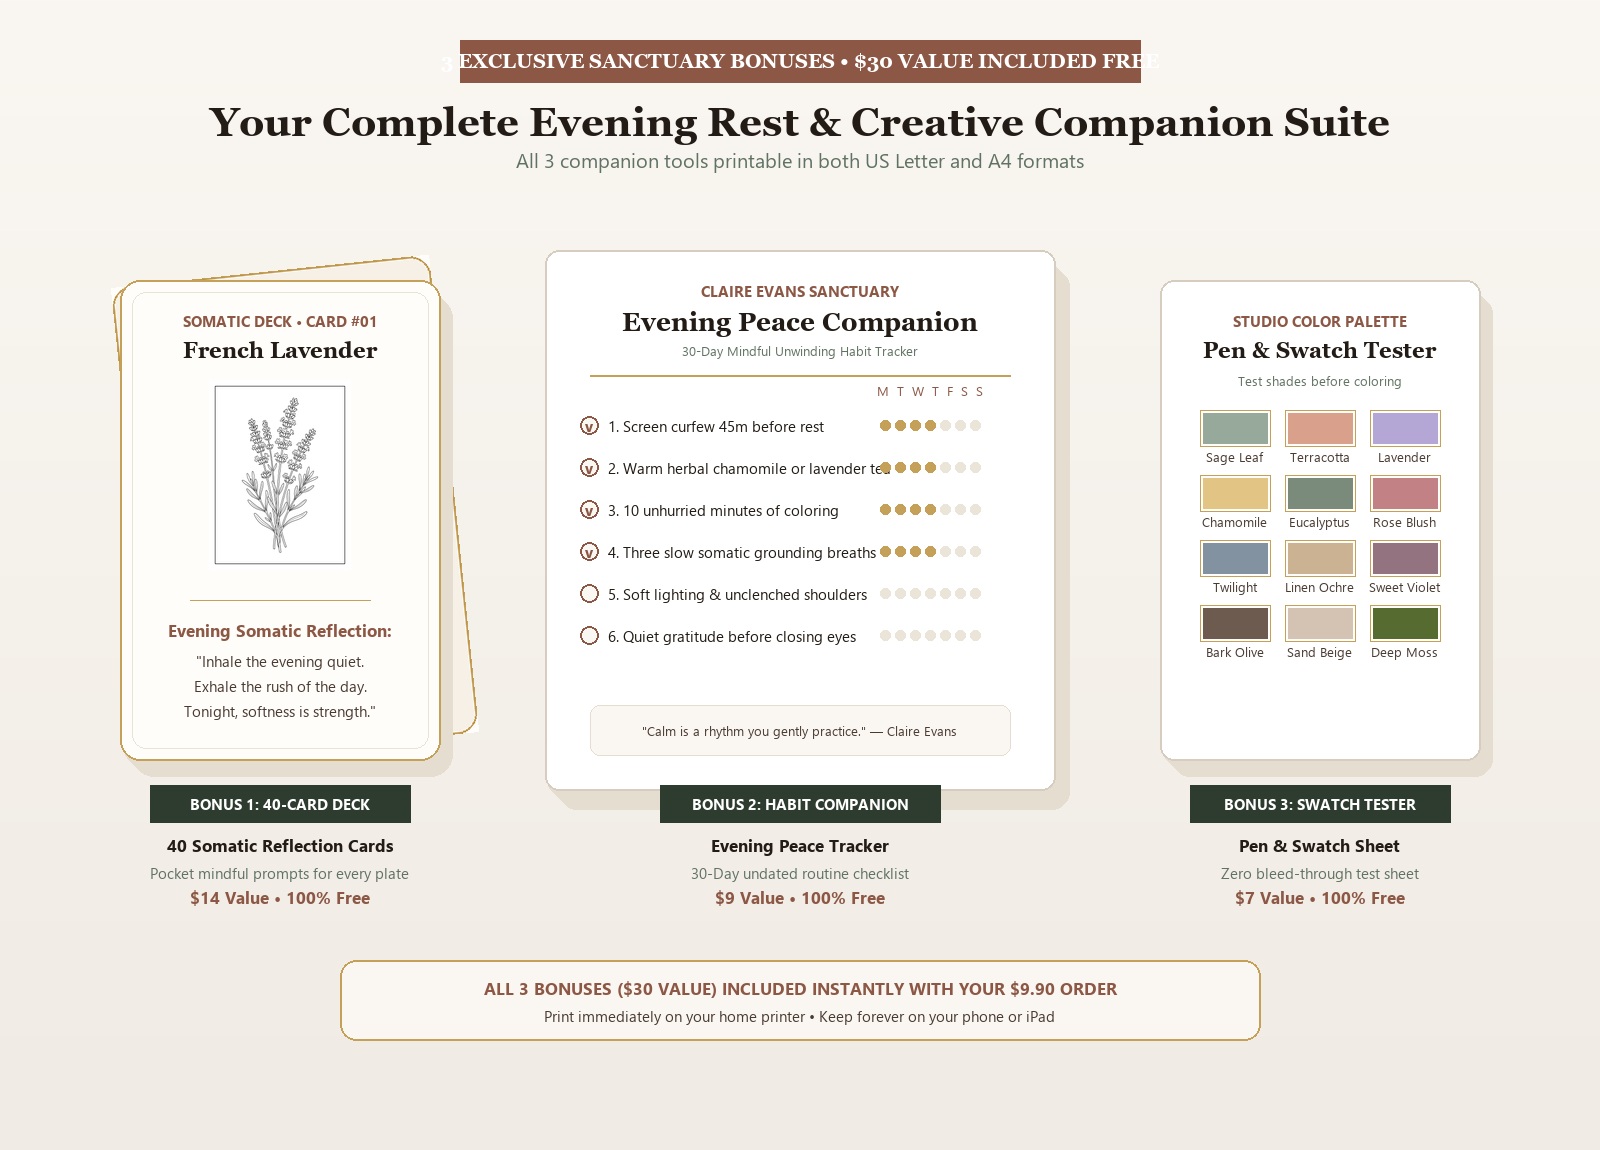 3 EXCLUSIVE SANCTUARY BONUSES • $30 VALUE INCLUDED FREE
Your Complete Evening Rest & Creative Companion Suite
All 3 companion tools printable in both US Letter and A4 formats
SOMATIC DECK • CARD #01
French Lavender
Evening Somatic Reflection:
"Inhale the evening quiet.
Exhale the rush of the day.
Tonight, softness is strength."
BONUS 1: 40-CARD DECK
40 Somatic Reflection Cards
Pocket mindful prompts for every plate
$14 Value • 100% Free
CLAIRE EVANS SANCTUARY
Evening Peace Companion
30-Day Mindful Unwinding Habit Tracker
M T W T F S S
v 1. Screen curfew 45m before rest
v 2. Warm herbal chamomile or lavender tea
v 3. 10 unhurried minutes of coloring
v 4. Three slow somatic grounding breaths
5. Soft lighting & unclenched shoulders
6. Quiet gratitude before closing eyes
"Calm is a rhythm you gently practice." — Claire Evans
BONUS 2: HABIT COMPANION
Evening Peace Tracker
30-Day undated routine checklist
$9 Value • 100% Free
STUDIO COLOR PALETTE
Pen & Swatch Tester
Test shades before coloring
Sage Leaf Terracotta Lavender
Chamomile Eucalyptus Rose Blush
Twilight Linen Ochre Sweet Violet
Bark Olive Sand Beige Deep Moss
BONUS 3: SWATCH TESTER
Pen & Swatch Sheet
Zero bleed-through test sheet
$7 Value • 100% Free
ALL 3 BONUSES ($30 VALUE) INCLUDED INSTANTLY WITH YOUR $9.90 ORDER
Print immediately on your home printer • Keep forever on your phone or iPad